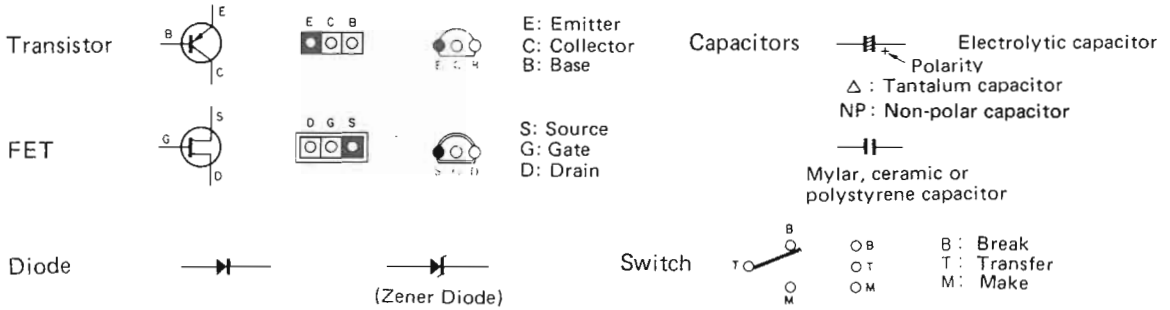 Transistor
B
E
C
E C B
E C B
E: Emitter
C: Collector
B: Base
FET
G
S
D
D G S
S G D
S: Source
G: Gate
D: Drain
Diode
(Zener Diode)
Capacitors
Electrolytic capacitor
+
Polarity
△ : Tantalum capacitor
NP: Non-polar capacitor
Mylar, ceramic or
polystyrene capacitor
Switch
B
T
M
B
T
M
B : Break
T : Transfer
M : Make